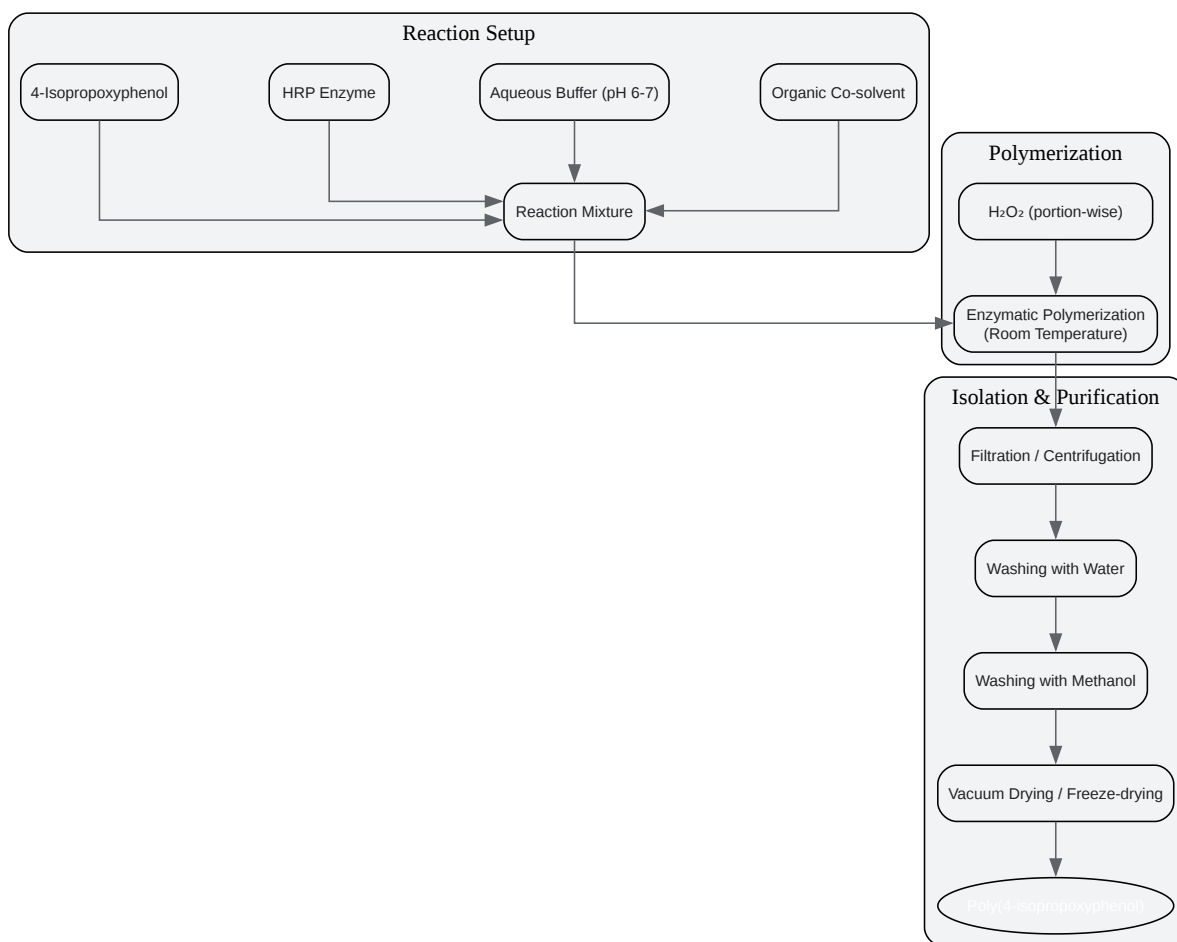 Reaction Setup
4-Isopropoxyphenol
HRP Enzyme
Aqueous Buffer (pH 6-7)
Organic Co-solvent
Reaction Mixture
Polymerization
H₂O₂ (portion-wise)
Enzymatic Polymerization
(Room Temperature)
Isolation & Purification
Filtration / Centrifugation
Washing with Water
Washing with Methanol
Vacuum Drying / Freeze-drying
Poly(4-isopropoxyphenol)